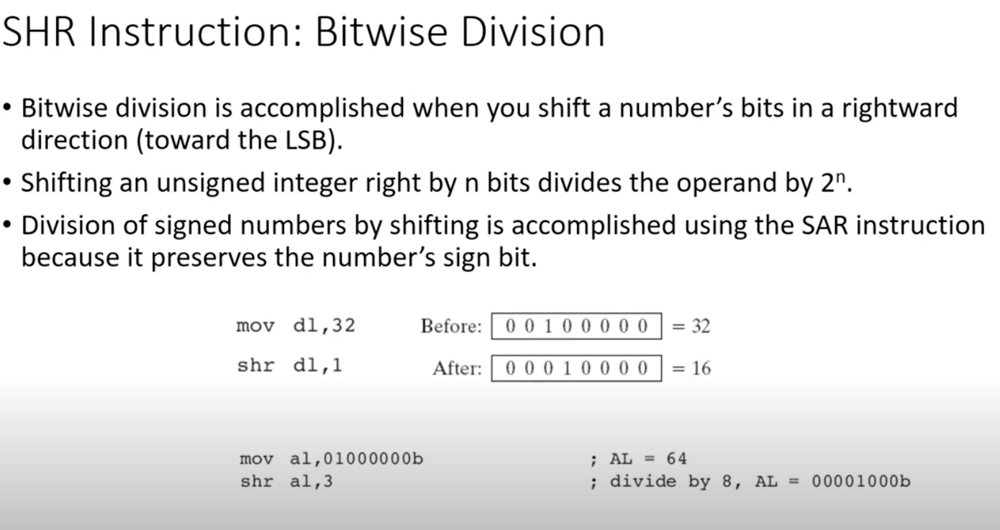 SHR Instruction: Bitwise Division
• Bitwise division is accomplished when you shift a number’s bits in a rightward
direction (toward the LSB).
• Shifting an unsigned integer right by n bits divides the operand by 2ⁿ.
• Division of signed numbers by shifting is accomplished using the SAR instruction
because it preserves the number’s sign bit.
mov dl,32 Before: 0 0 1 0 0 0 0 0 = 32
shr dl,1 After: 0 0 0 1 0 0 0 0 = 16
mov al,01000000b ; AL = 64
shr al,3 ; divide by 8, AL = 00001000b